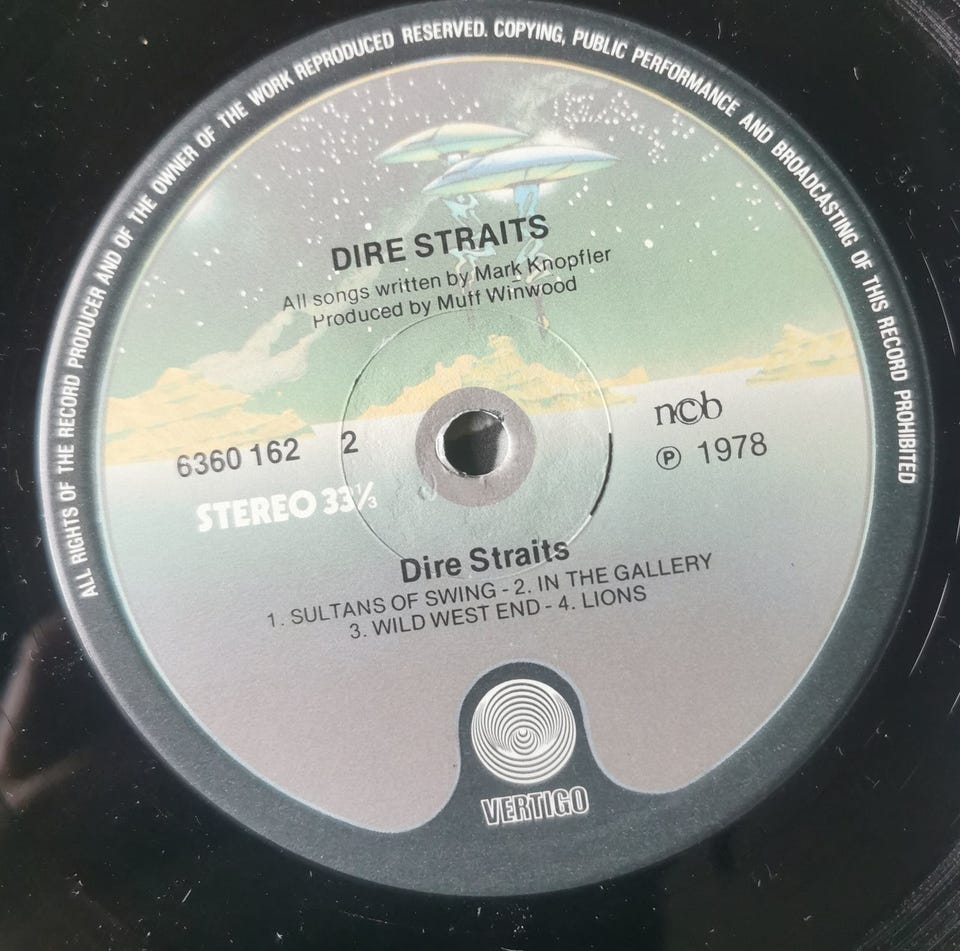 ALL RIGHTS OF THE RECORD PRODUCER AND OF THE OWNER OF THE WORK REPRODUCED RESERVED. COPYING, PUBLIC PERFORMANCE AND BROADCASTING OF THIS RECORD PROHIBITED
DIRE STRAITS
All songs written by Mark Knopfler
Produced by Muff Winwood
6360 162 2
ncb
STEREO 33⅓
Ⓟ 1978
Dire Straits
1. SULTANS OF SWING - 2. IN THE GALLERY
3. WILD WEST END - 4. LIONS
VERTIGO